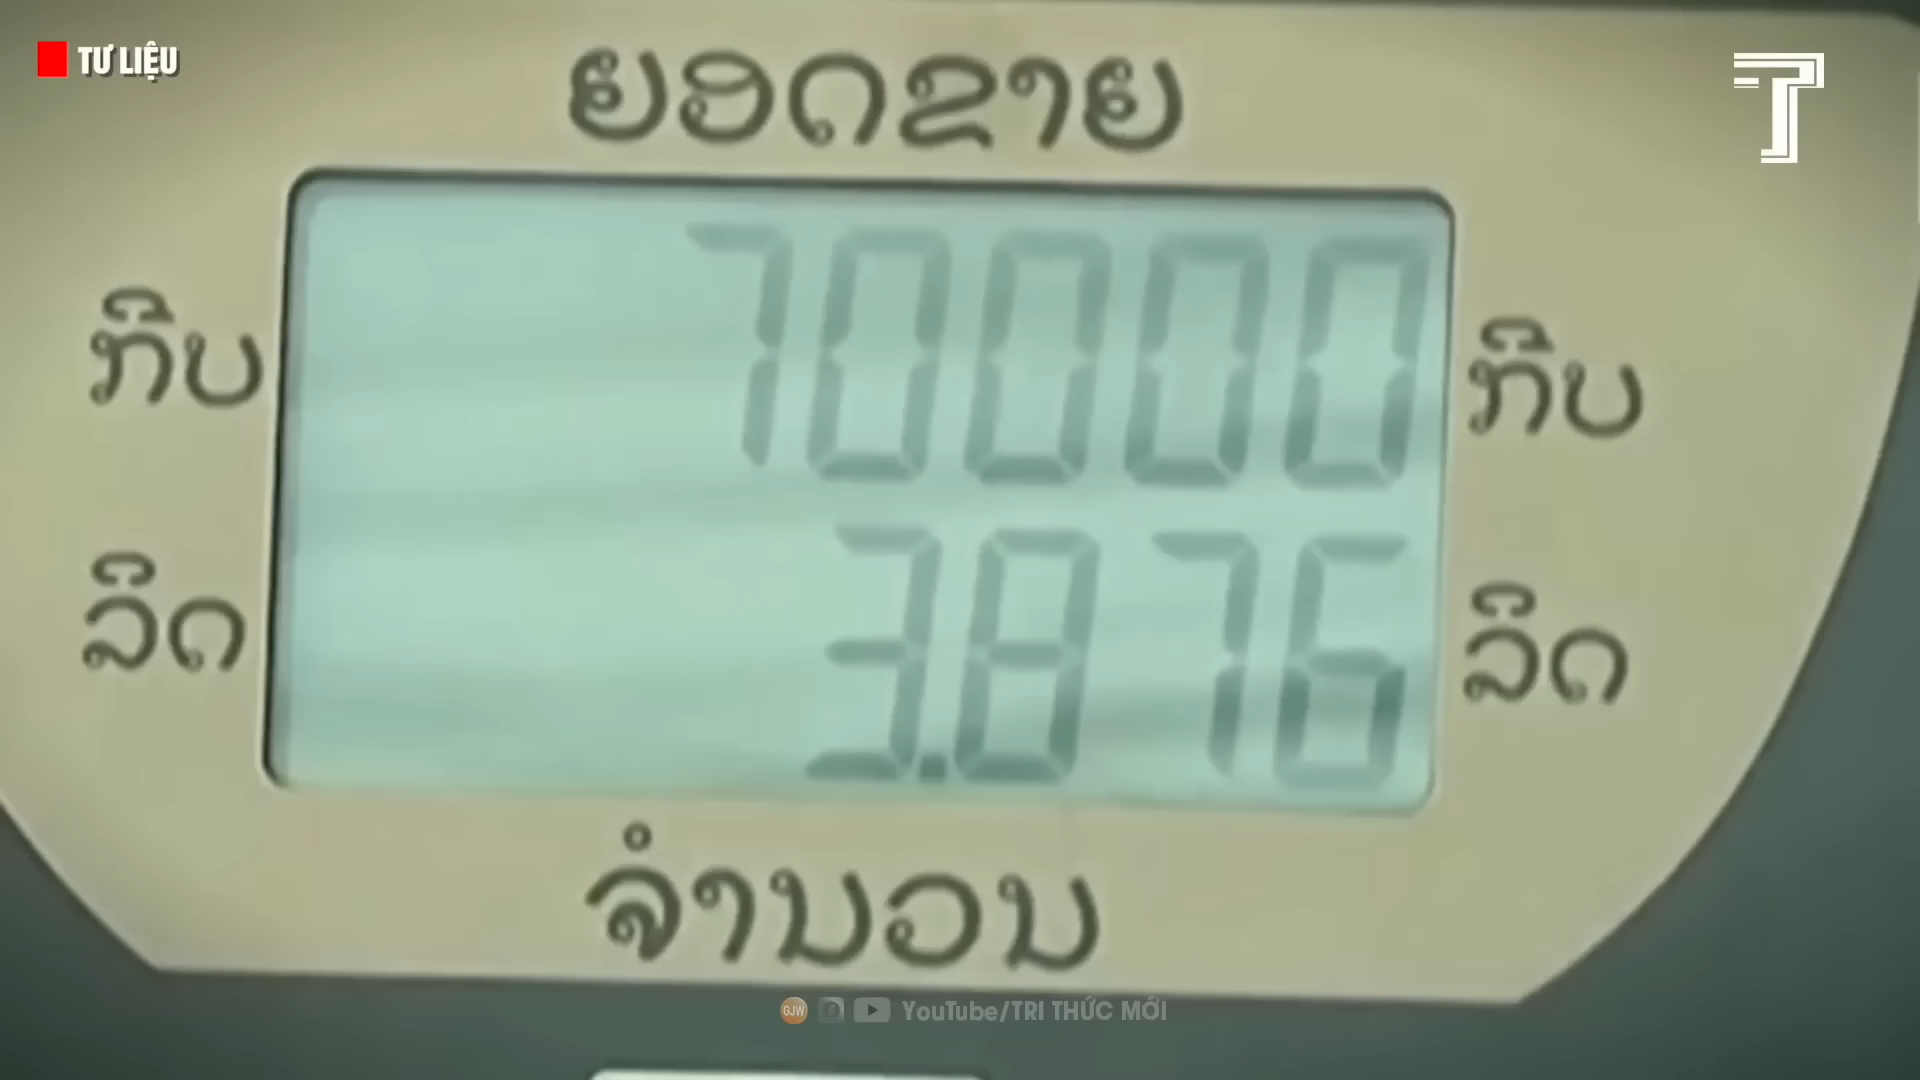 TƯ LIỆU
ຍອດຂາຍ
70000
ກີບ
ກີບ
3.876
ລິດ
ລິດ
ຈຳນວນ
GJW
YouTube/TRI THỨC MỚI